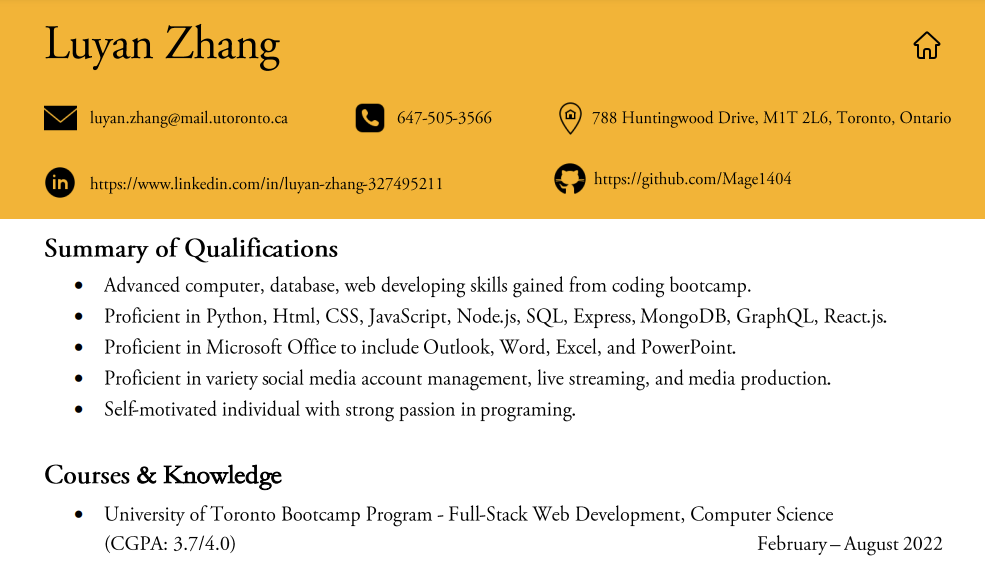 Luyan Zhang
luyan.zhang@mail.utoronto.ca 647-505-3566 788 Huntingwood Drive, M1T 2L6, Toronto, Ontario
in https://www.linkedin.com/in/luyan-zhang-327495211 https://github.com/Mage1404
Summary of Qualifications
• Advanced computer, database, web developing skills gained from coding bootcamp.
• Proficient in Python, Html, CSS, JavaScript, Node.js, SQL, Express, MongoDB, GraphQL, React.js.
• Proficient in Microsoft Office to include Outlook, Word, Excel, and PowerPoint.
• Proficient in variety social media account management, live streaming, and media production.
• Self-motivated individual with strong passion in programing.
Courses & Knowledge
• University of Toronto Bootcamp Program - Full-Stack Web Development, Computer Science
(CGPA: 3.7/4.0) February – August 2022